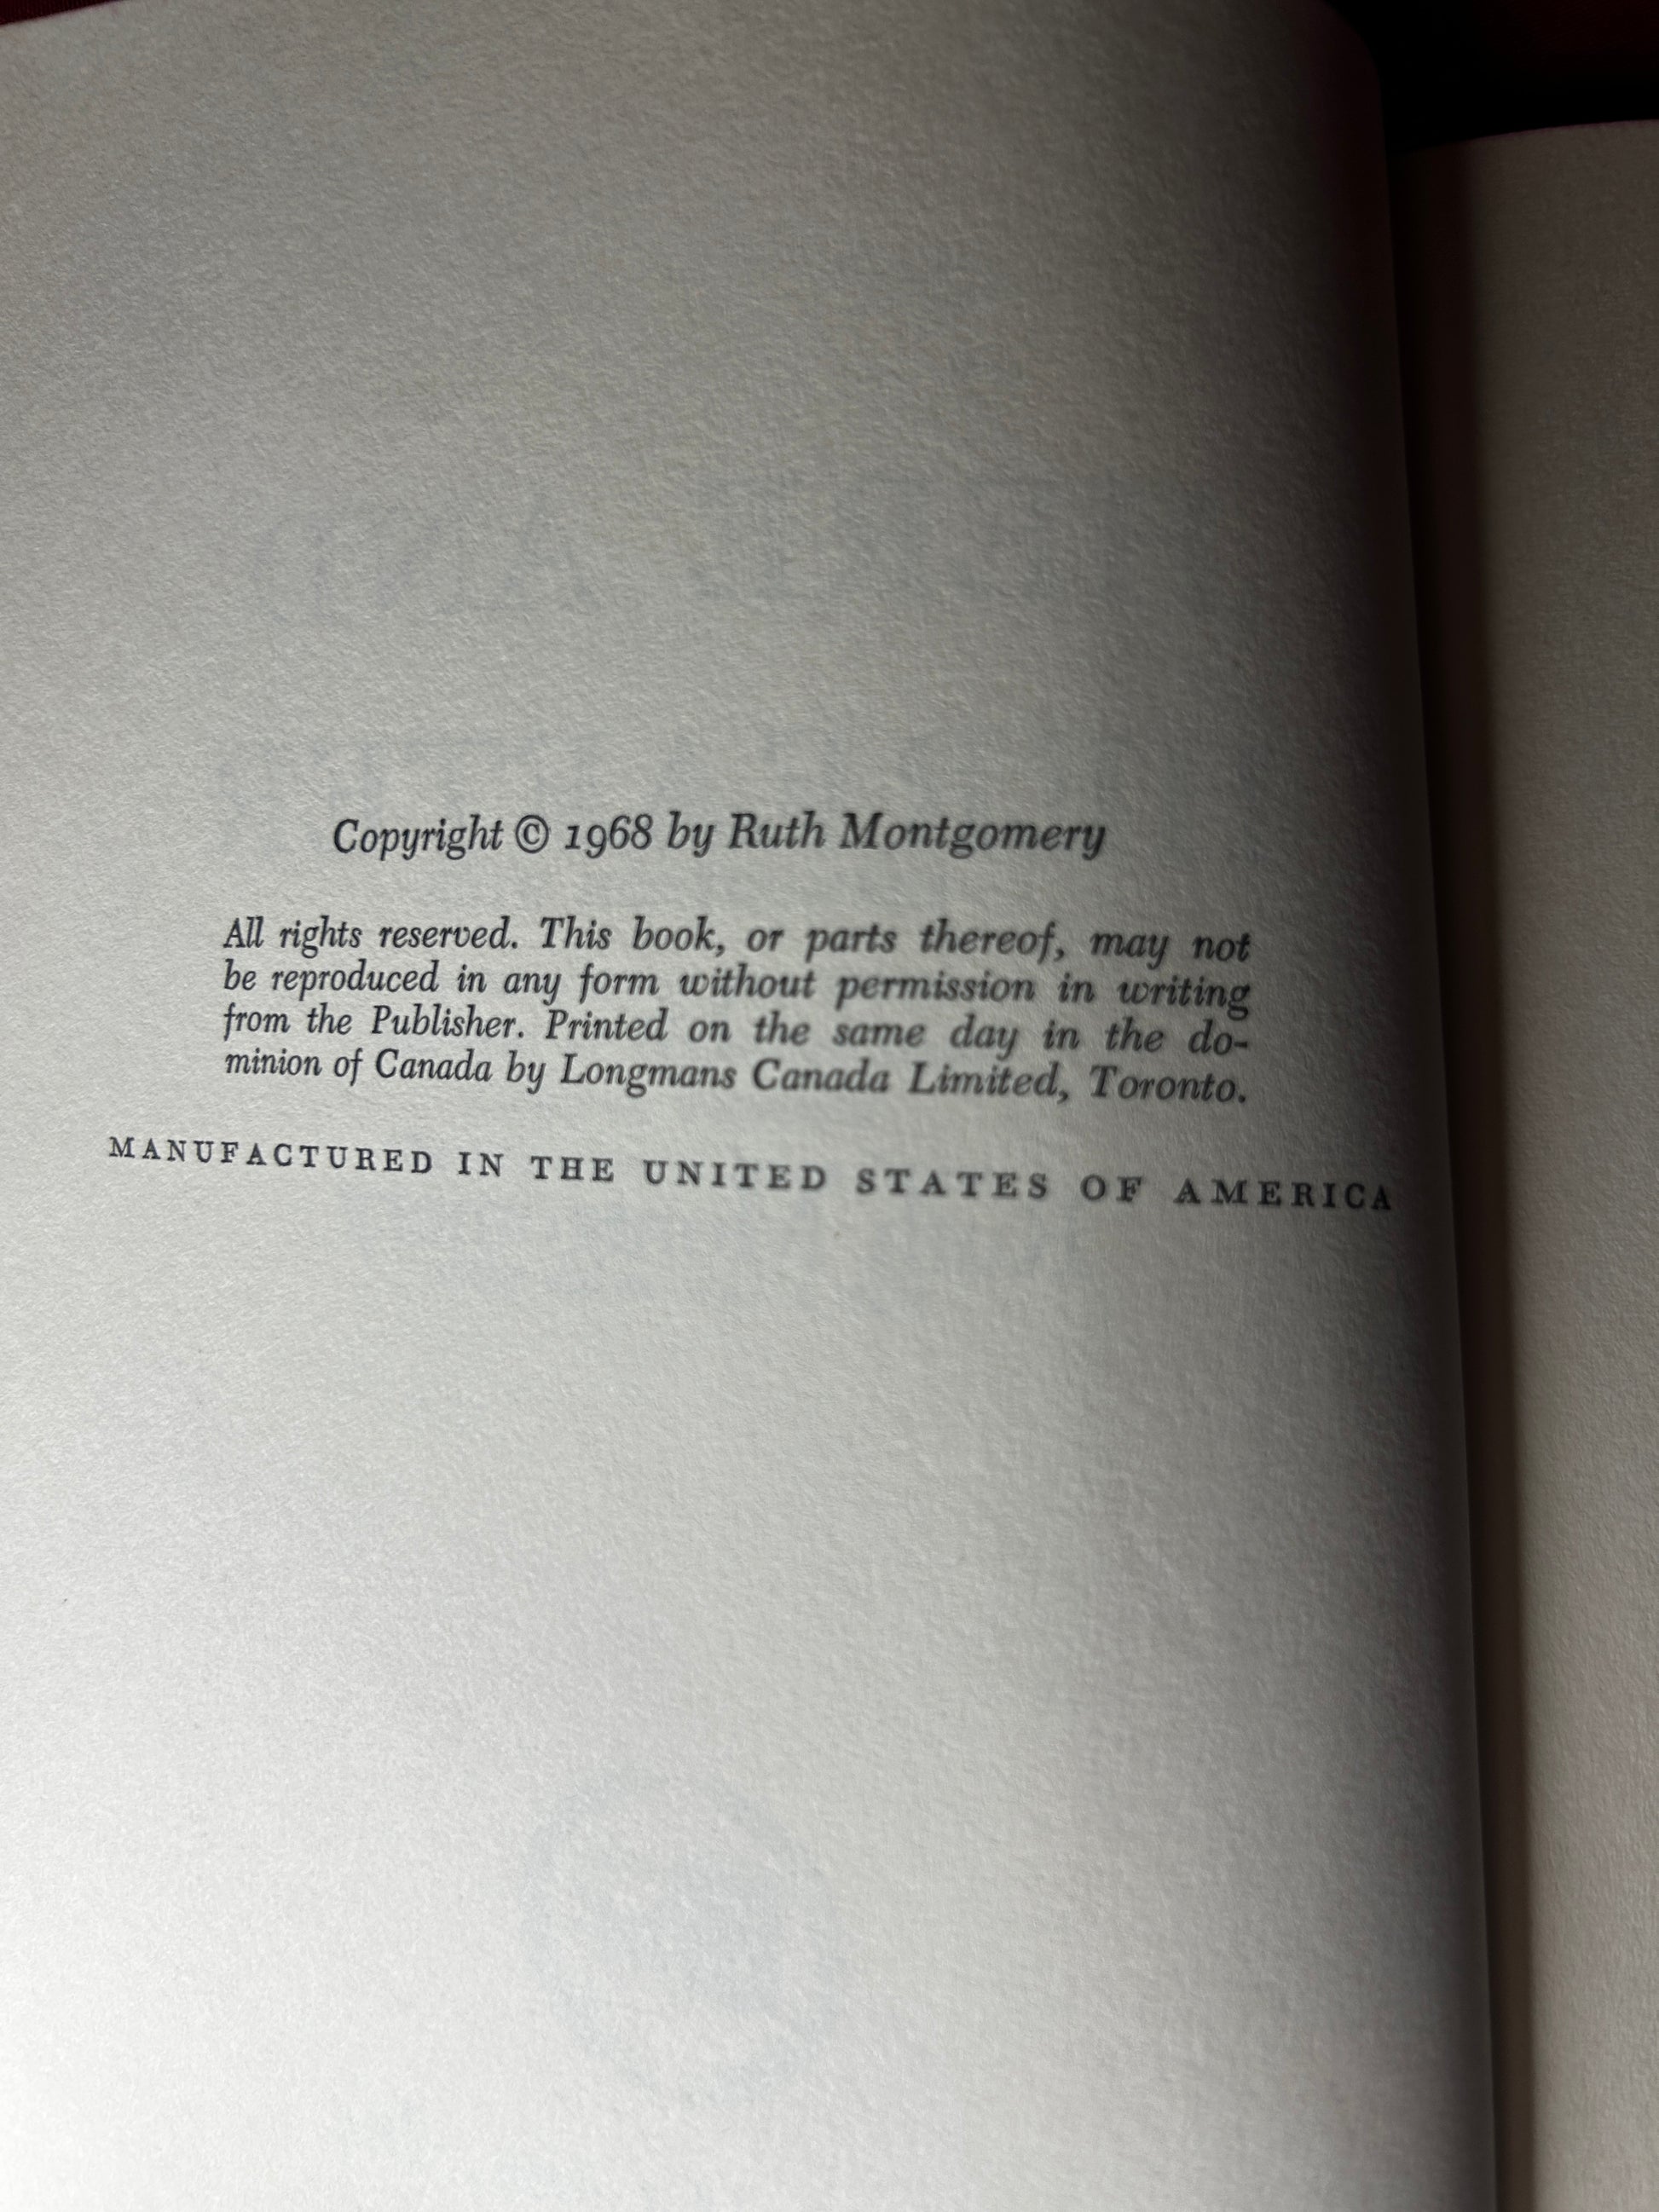 Copyright © 1968 by Ruth Montgomery
All rights reserved. This book, or parts thereof, may not
be reproduced in any form without permission in writing
from the Publisher. Printed on the same day in the do-
minion of Canada by Longmans Canada Limited, Toronto.
MANUFACTURED IN THE UNITED STATES OF AMERICA